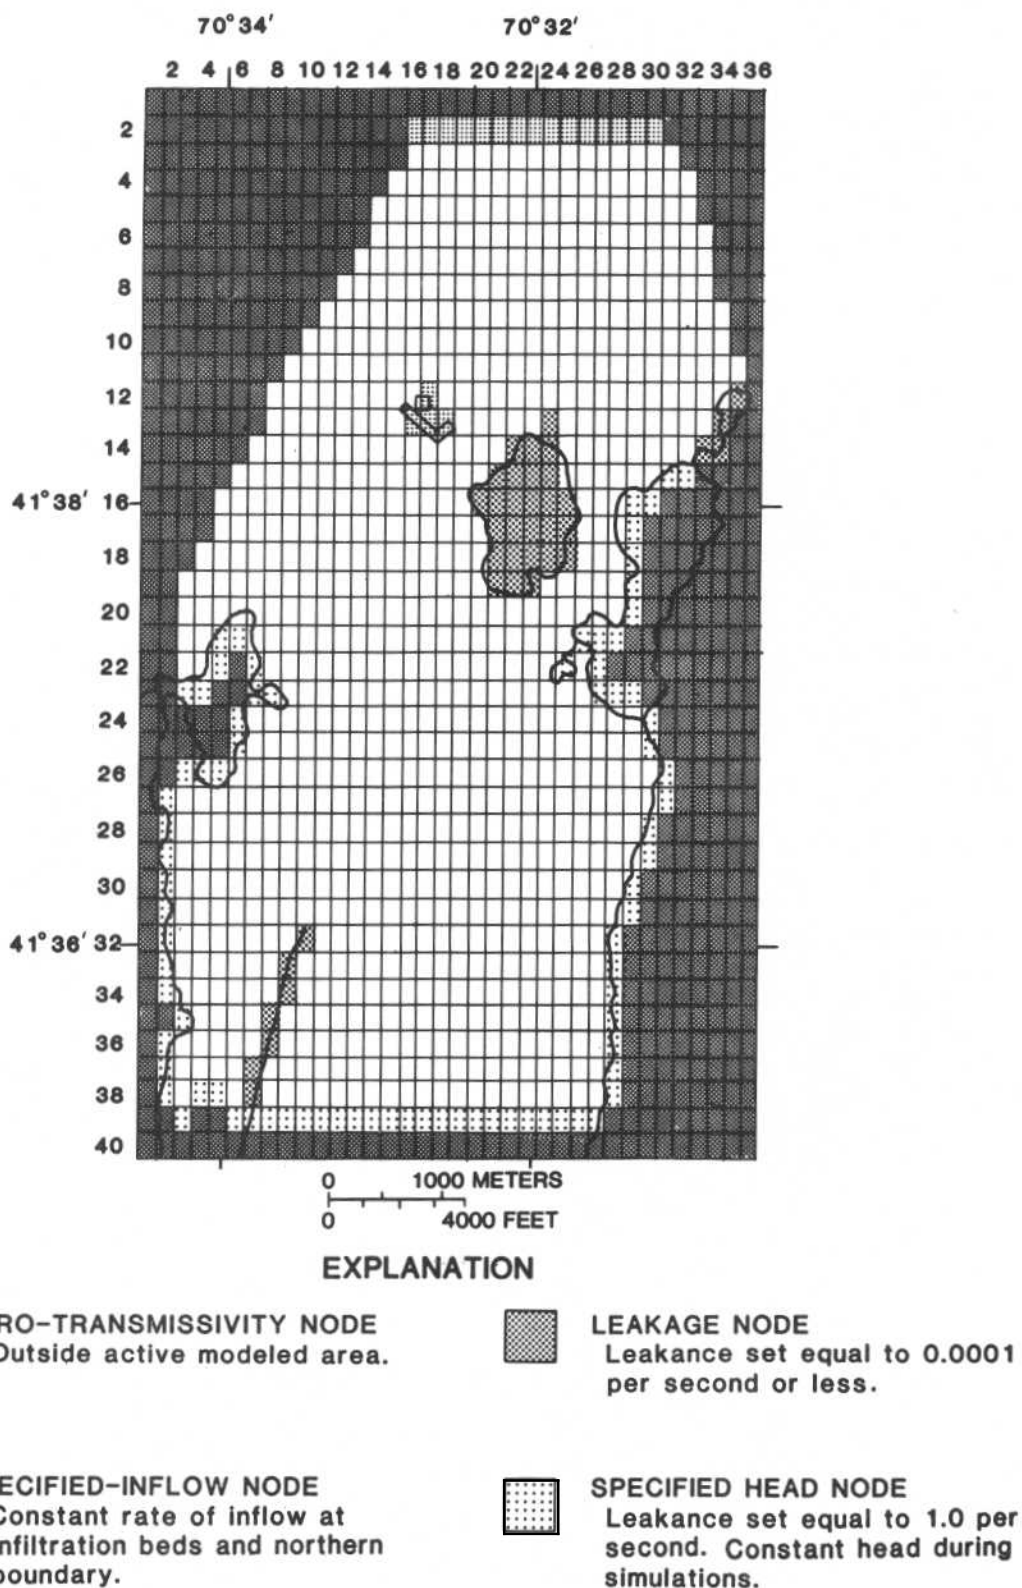 70°34′ 70°32′
2 4 6 8 10 12 14 16 18 20 22 24 26 28 30 32 34 36
2
4
6
8
10
12
14
41°38′ 16
18
20
22
24
26
28
30
41°36′ 32
34
36
38
40
0 1000 METERS
0 4000 FEET
EXPLANATION
RO-TRANSMISSIVITY NODE
Outside active modeled area.
LEAKAGE NODE
Leakance set equal to 0.0001
per second or less.
ECIFIED-INFLOW NODE
Constant rate of inflow at
nfiltration beds and northern
boundary.
SPECIFIED HEAD NODE
Leakance set equal to 1.0 per
second. Constant head during
simulations.